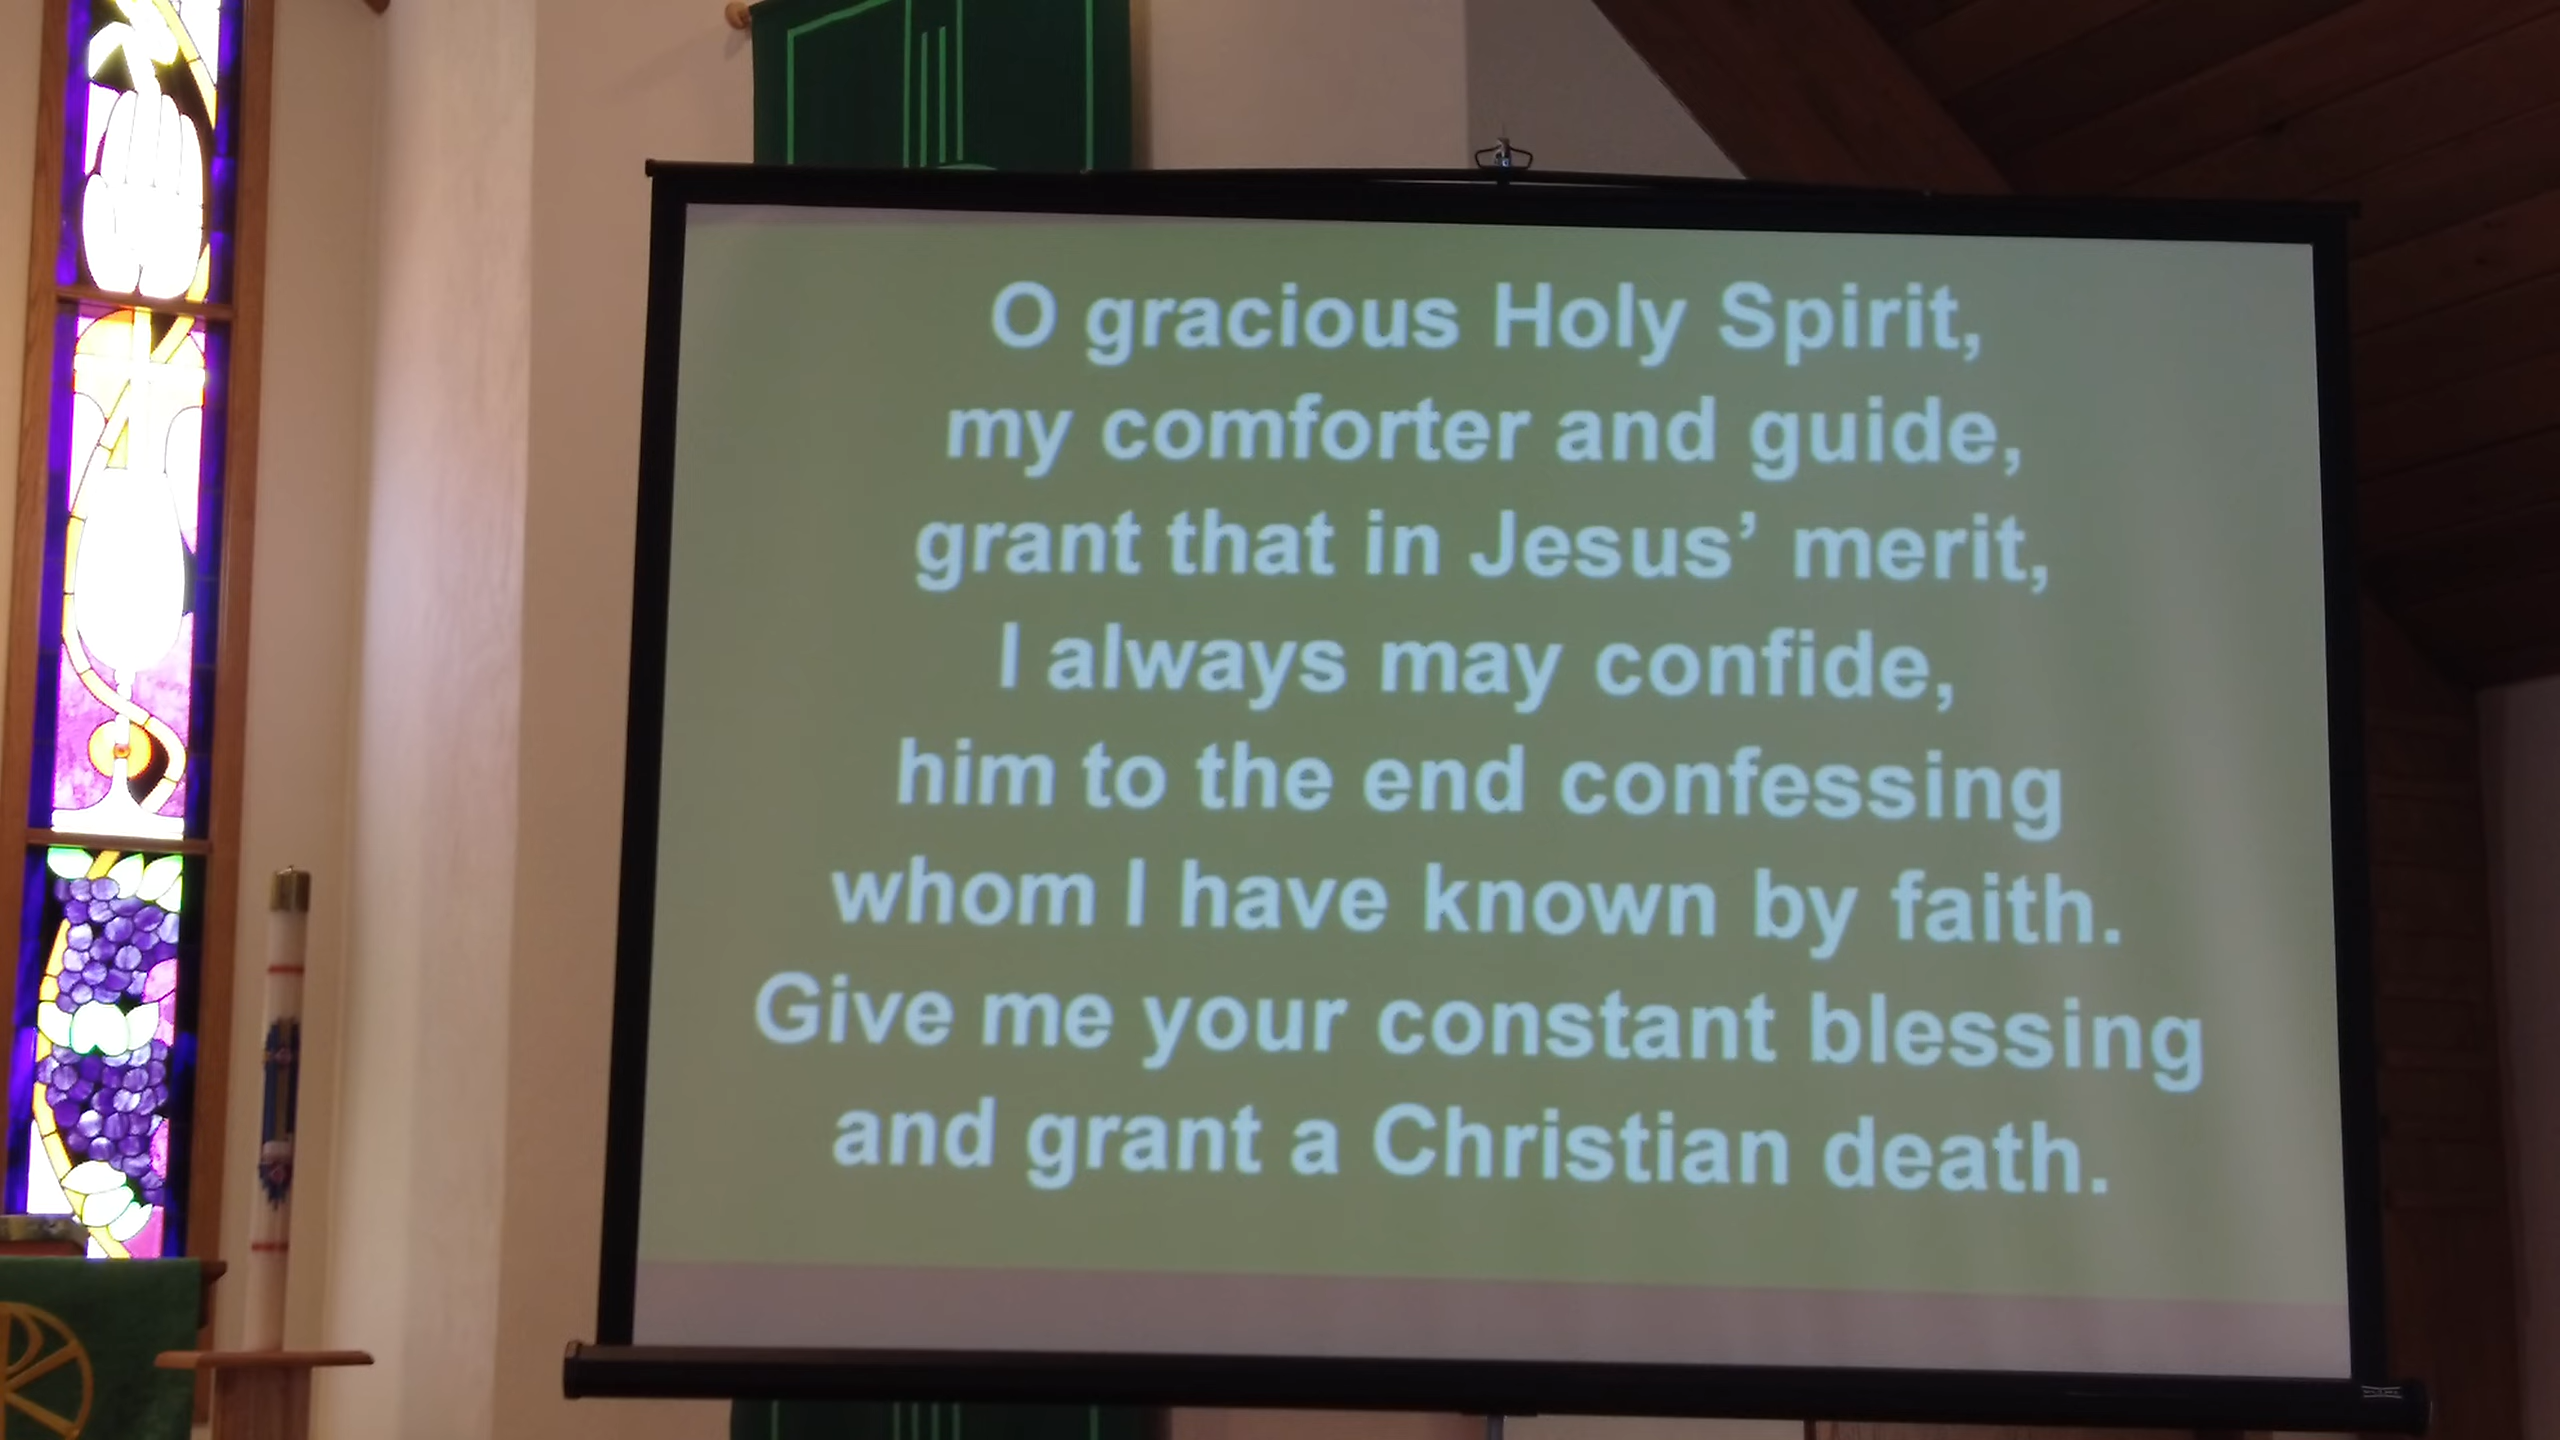 O gracious Holy Spirit,
my comforter and guide,
grant that in Jesus’ merit,
I always may confide,
him to the end confessing
whom I have known by faith.
Give me your constant blessing
and grant a Christian death.